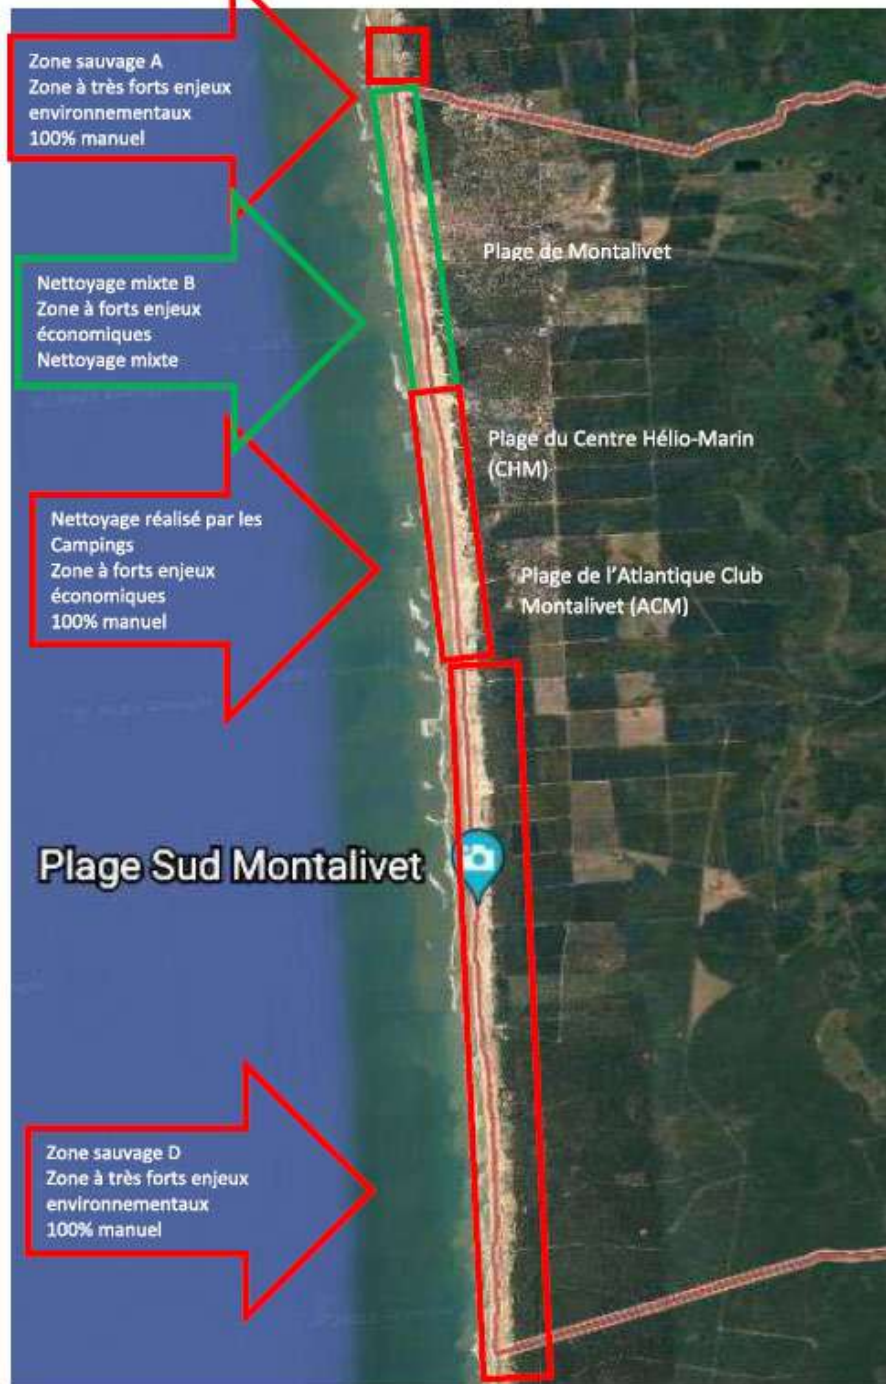 Zone sauvage A
Zone à très forts enjeux
environnementaux
100% manuel
Plage de Montalivet
Nettoyage mixte B
Zone à forts enjeux
économiques
Nettoyage mixte
Plage du Centre Hélio-Marin
(CHM)
Nettoyage réalisé par les
Campings
Zone à forts enjeux
économiques
100% manuel
Plage de l'Atlantique Club
Montalivet (ACM)
Plage Sud Montalivet
Zone sauvage D
Zone à très forts enjeux
environnementaux
100% manuel